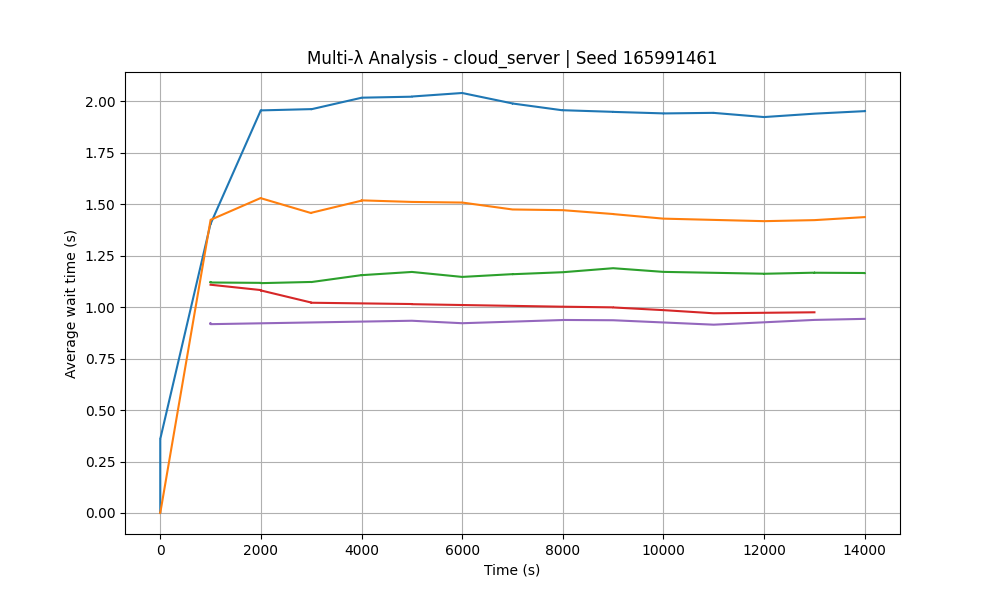 Multi-λ Analysis - cloud_server | Seed 165991461
2.00
1.75
1.50
1.25
1.00
0.75
0.50
0.25
0.00
Average wait time (s)
0 2000 4000 6000 8000 10000 12000 14000
Time (s)